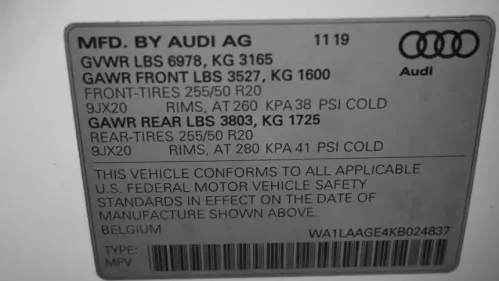 MFD. BY AUDI AG 11 19
GVWR LBS 6978, KG 3165
GAWR FRONT LBS 3527, KG 1600
FRONT-TIRES 255/50 R20
9JX20 RIMS, AT 260 KPA 38 PSI COLD
GAWR REAR LBS 3803, KG 1725
REAR-TIRES 255/50 R20
9JX20 RIMS, AT 280 KPA 41 PSI COLD
Audi
THIS VEHICLE CONFORMS TO ALL APPLICABLE
U.S. FEDERAL MOTOR VEHICLE SAFETY
STANDARDS IN EFFECT ON THE DATE OF
MANUFACTURE SHOWN ABOVE.
BELGIUM WA1LAAGE4KB024837
TYPE:
MPV